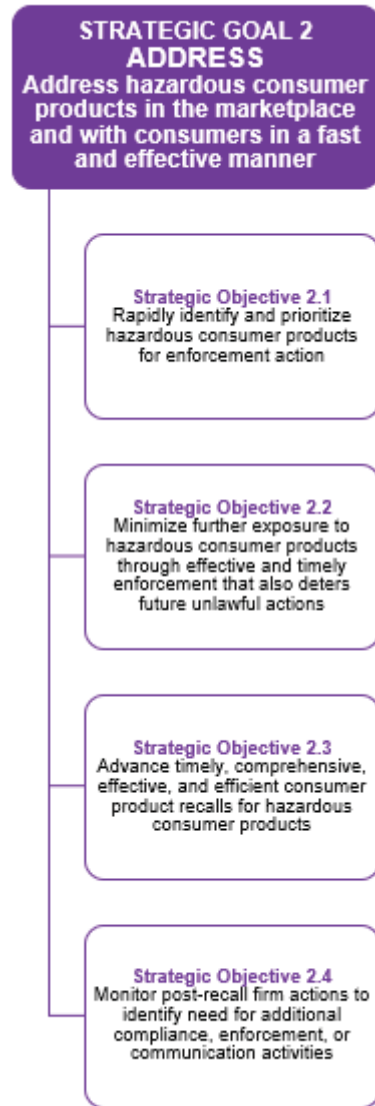 STRATEGIC GOAL 2
ADDRESS
Address hazardous consumer
products in the marketplace
and with consumers in a fast
and effective manner
Strategic Objective 2.1
Rapidly identify and prioritize
hazardous consumer products
for enforcement action
Strategic Objective 2.2
Minimize further exposure to
hazardous consumer products
through effective and timely
enforcement that also deters
future unlawful actions
Strategic Objective 2.3
Advance timely, comprehensive,
effective, and efficient consumer
product recalls for hazardous
consumer products
Strategic Objective 2.4
Monitor post-recall firm actions to
identify need for additional
compliance, enforcement, or
communication activities